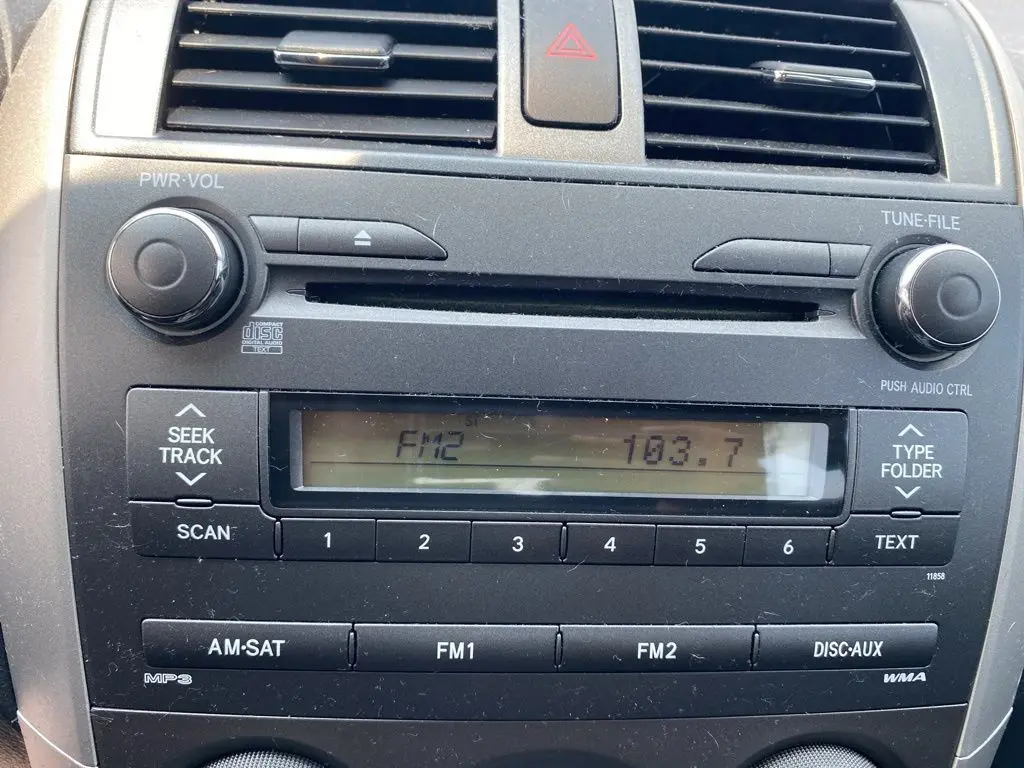 PWR·VOL
TUNE·FILE
COMPACT
disc
DIGITAL AUDIO
TEXT
PUSH AUDIO CTRL
SEEK
TRACK
ST
FM2 103.7
TYPE
FOLDER
SCAN 1 2 3 4 5 6 TEXT
11858
AM·SAT FM1 FM2 DISC·AUX
MP3 WMA